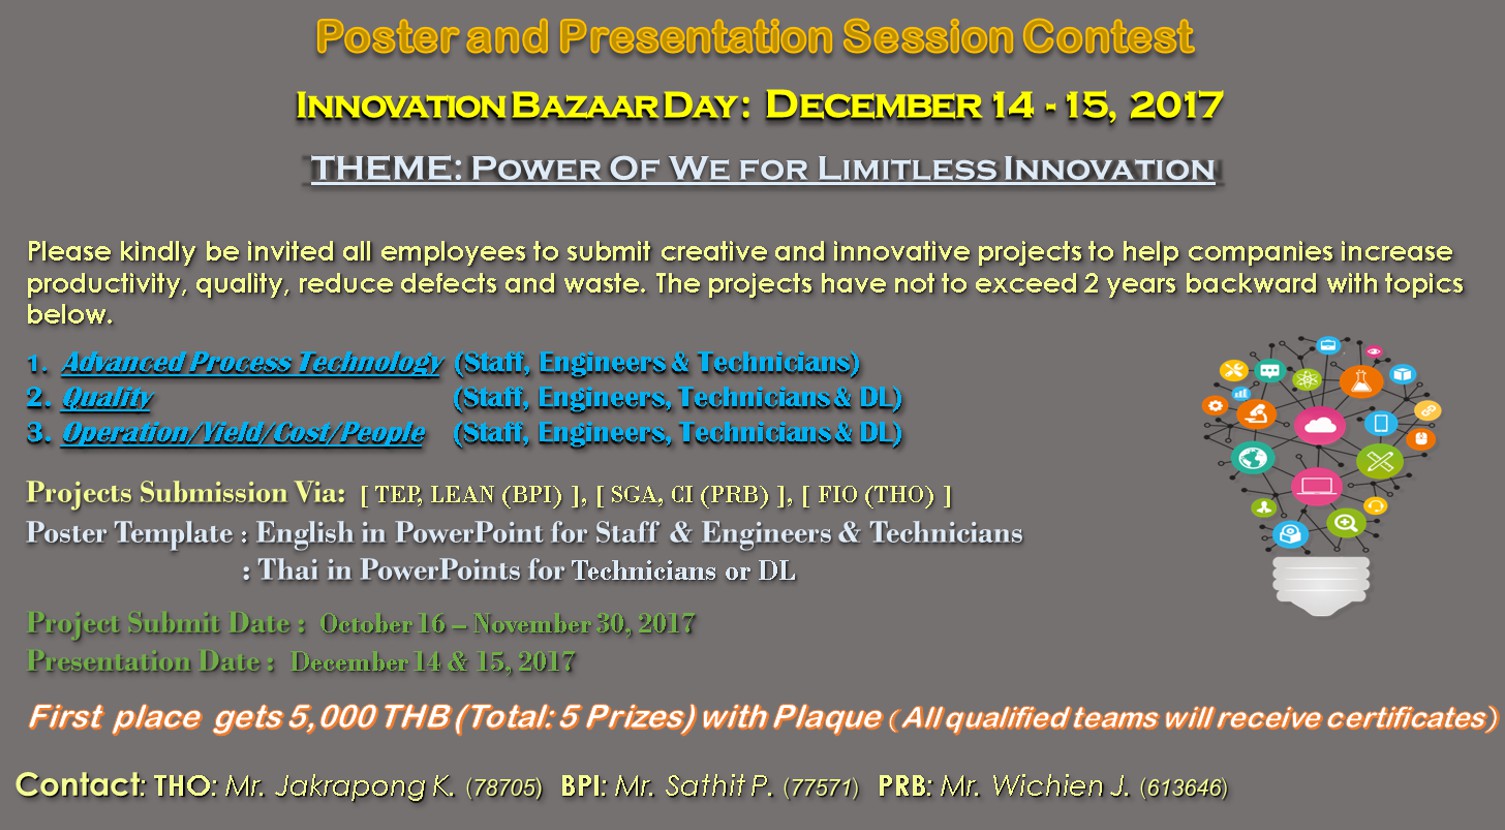 Poster and Presentation Session Contest
Innovation Bazaar Day: December 14 - 15, 2017
THEME: Power Of We for Limitless Innovation
Please kindly be invited all employees to submit creative and innovative projects to help companies increase
productivity, quality, reduce defects and waste. The projects have not to exceed 2 years backward with topics
below.
1. Advanced Process Technology (Staff, Engineers & Technicians)
2. Quality (Staff, Engineers, Technicians & DL)
3. Operation/Yield/Cost/People (Staff, Engineers, Technicians & DL)
Projects Submission Via: [ TEP, LEAN (BPI) ], [ SGA, CI (PRB) ], [ FIO (THO) ]
Poster Template : English in PowerPoint for Staff & Engineers & Technicians
: Thai in PowerPoints for Technicians or DL
Project Submit Date : October 16 – November 30, 2017
Presentation Date : December 14 & 15, 2017
First place gets 5,000 THB (Total: 5 Prizes) with Plaque (All qualified teams will receive certificates)
Contact: THO: Mr. Jakrapong K. (78705) BPI: Mr. Sathit P. (77571) PRB: Mr. Wichien J. (613646)